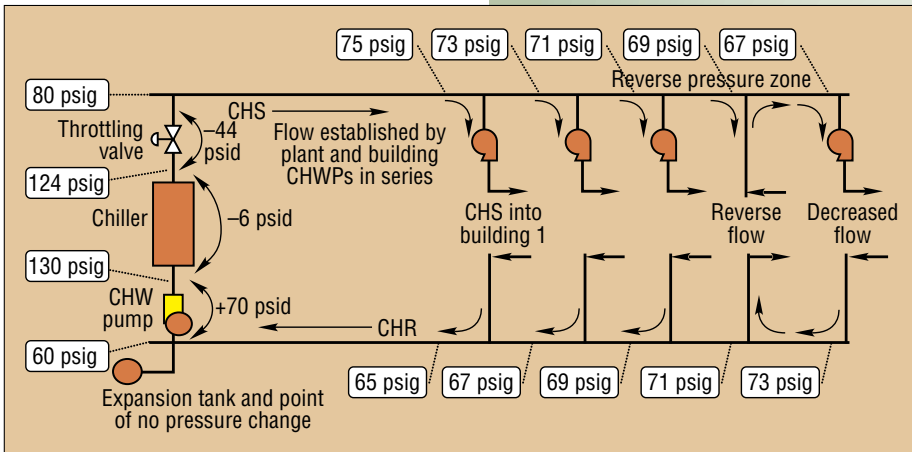 75 psig
73 psig
71 psig
69 psig
67 psig
Reverse pressure zone
80 psig
CHS
Throttling
valve
–44
psid
Flow established by
plant and building
CHWPs in series
124 psig
Chiller
–6 psid
CHS into
building 1
Reverse
flow
Decreased
flow
130 psig
CHW
pump
+70 psid
CHR
60 psig
65 psig
67 psig
69 psig
71 psig
73 psig
Expansion tank and point
of no pressure change